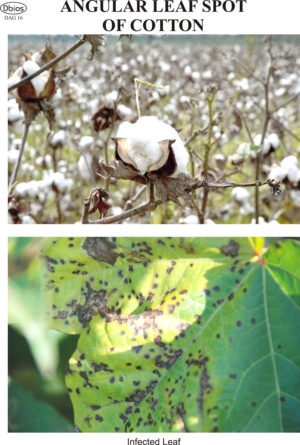 Dbios
DAG 16
ANGULAR LEAF SPOT
OF COTTON
Infected Leaf